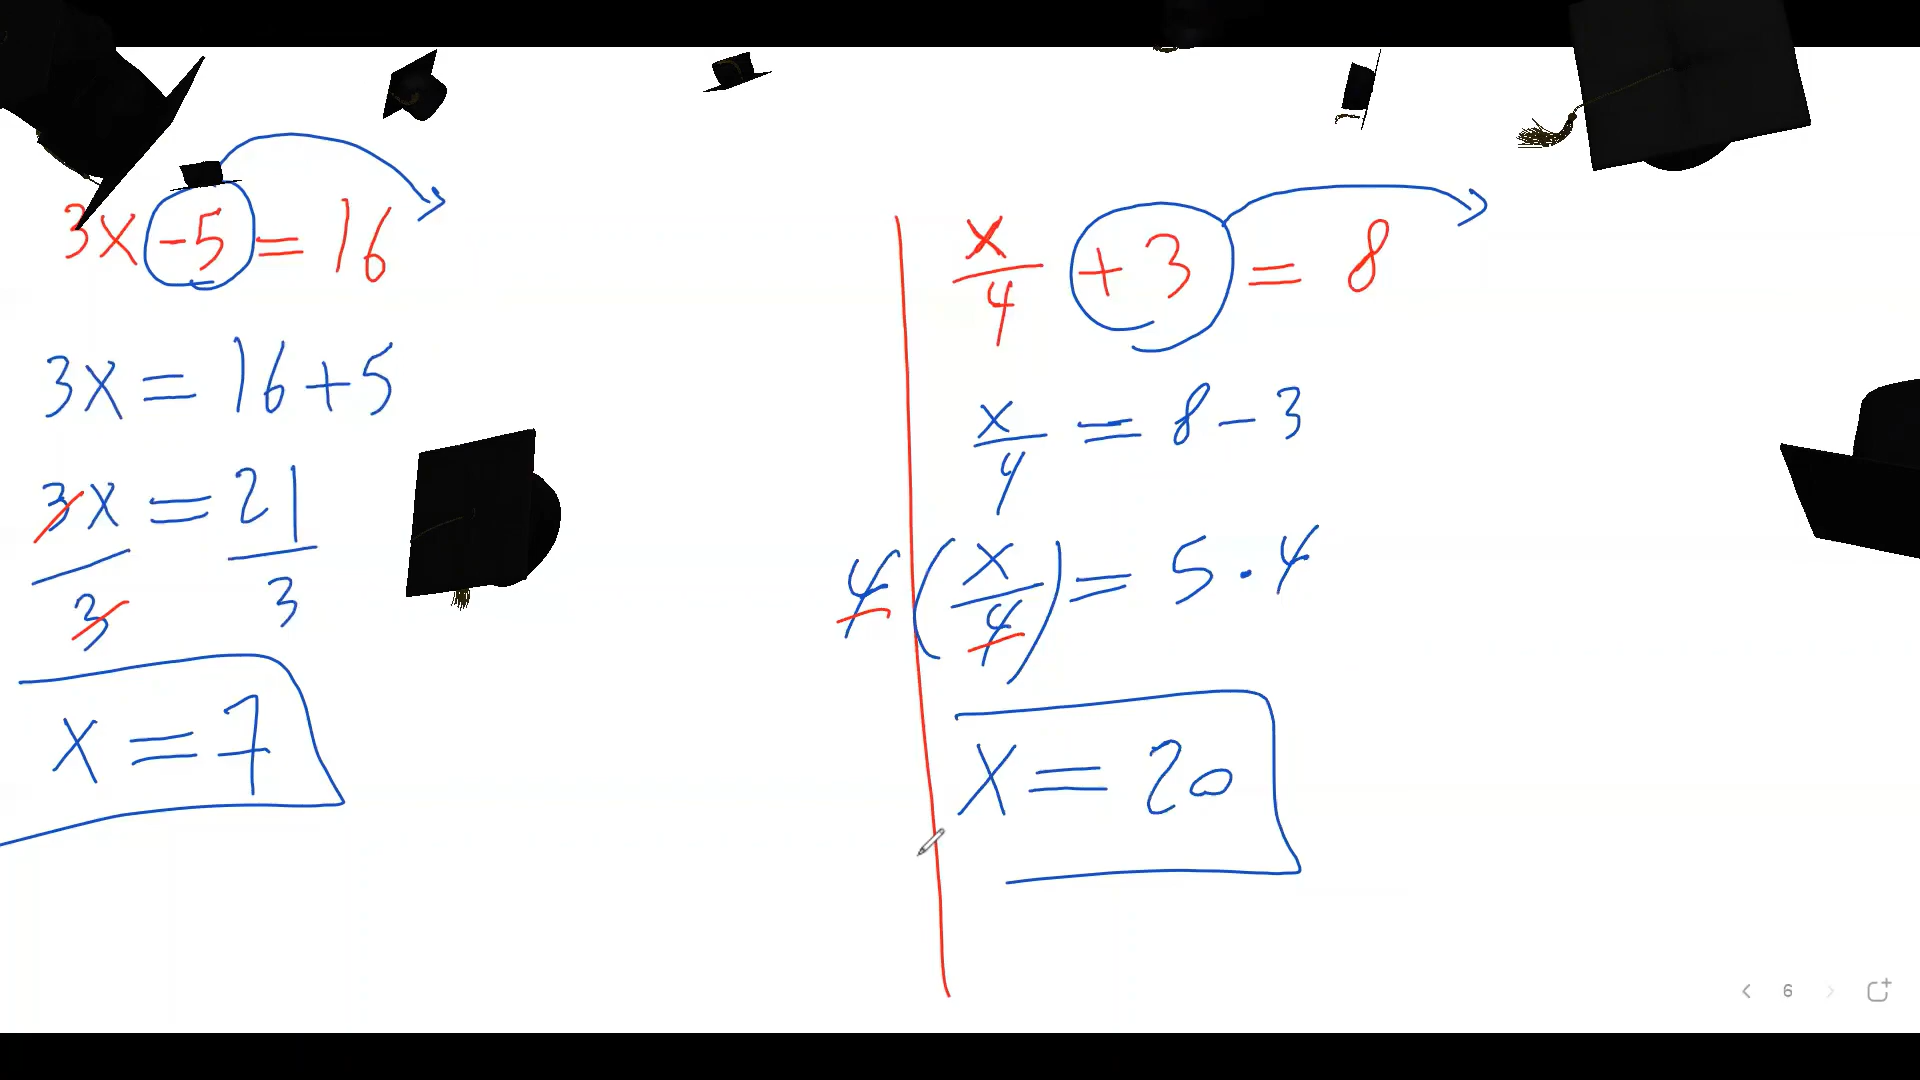 3x -5 = 16
3x = 16 + 5
3x/3 = 21/3
x = 7
x/4 + 3 = 8
x/4 = 8 - 3
4(x/4) = 5 · 4
x = 20
6